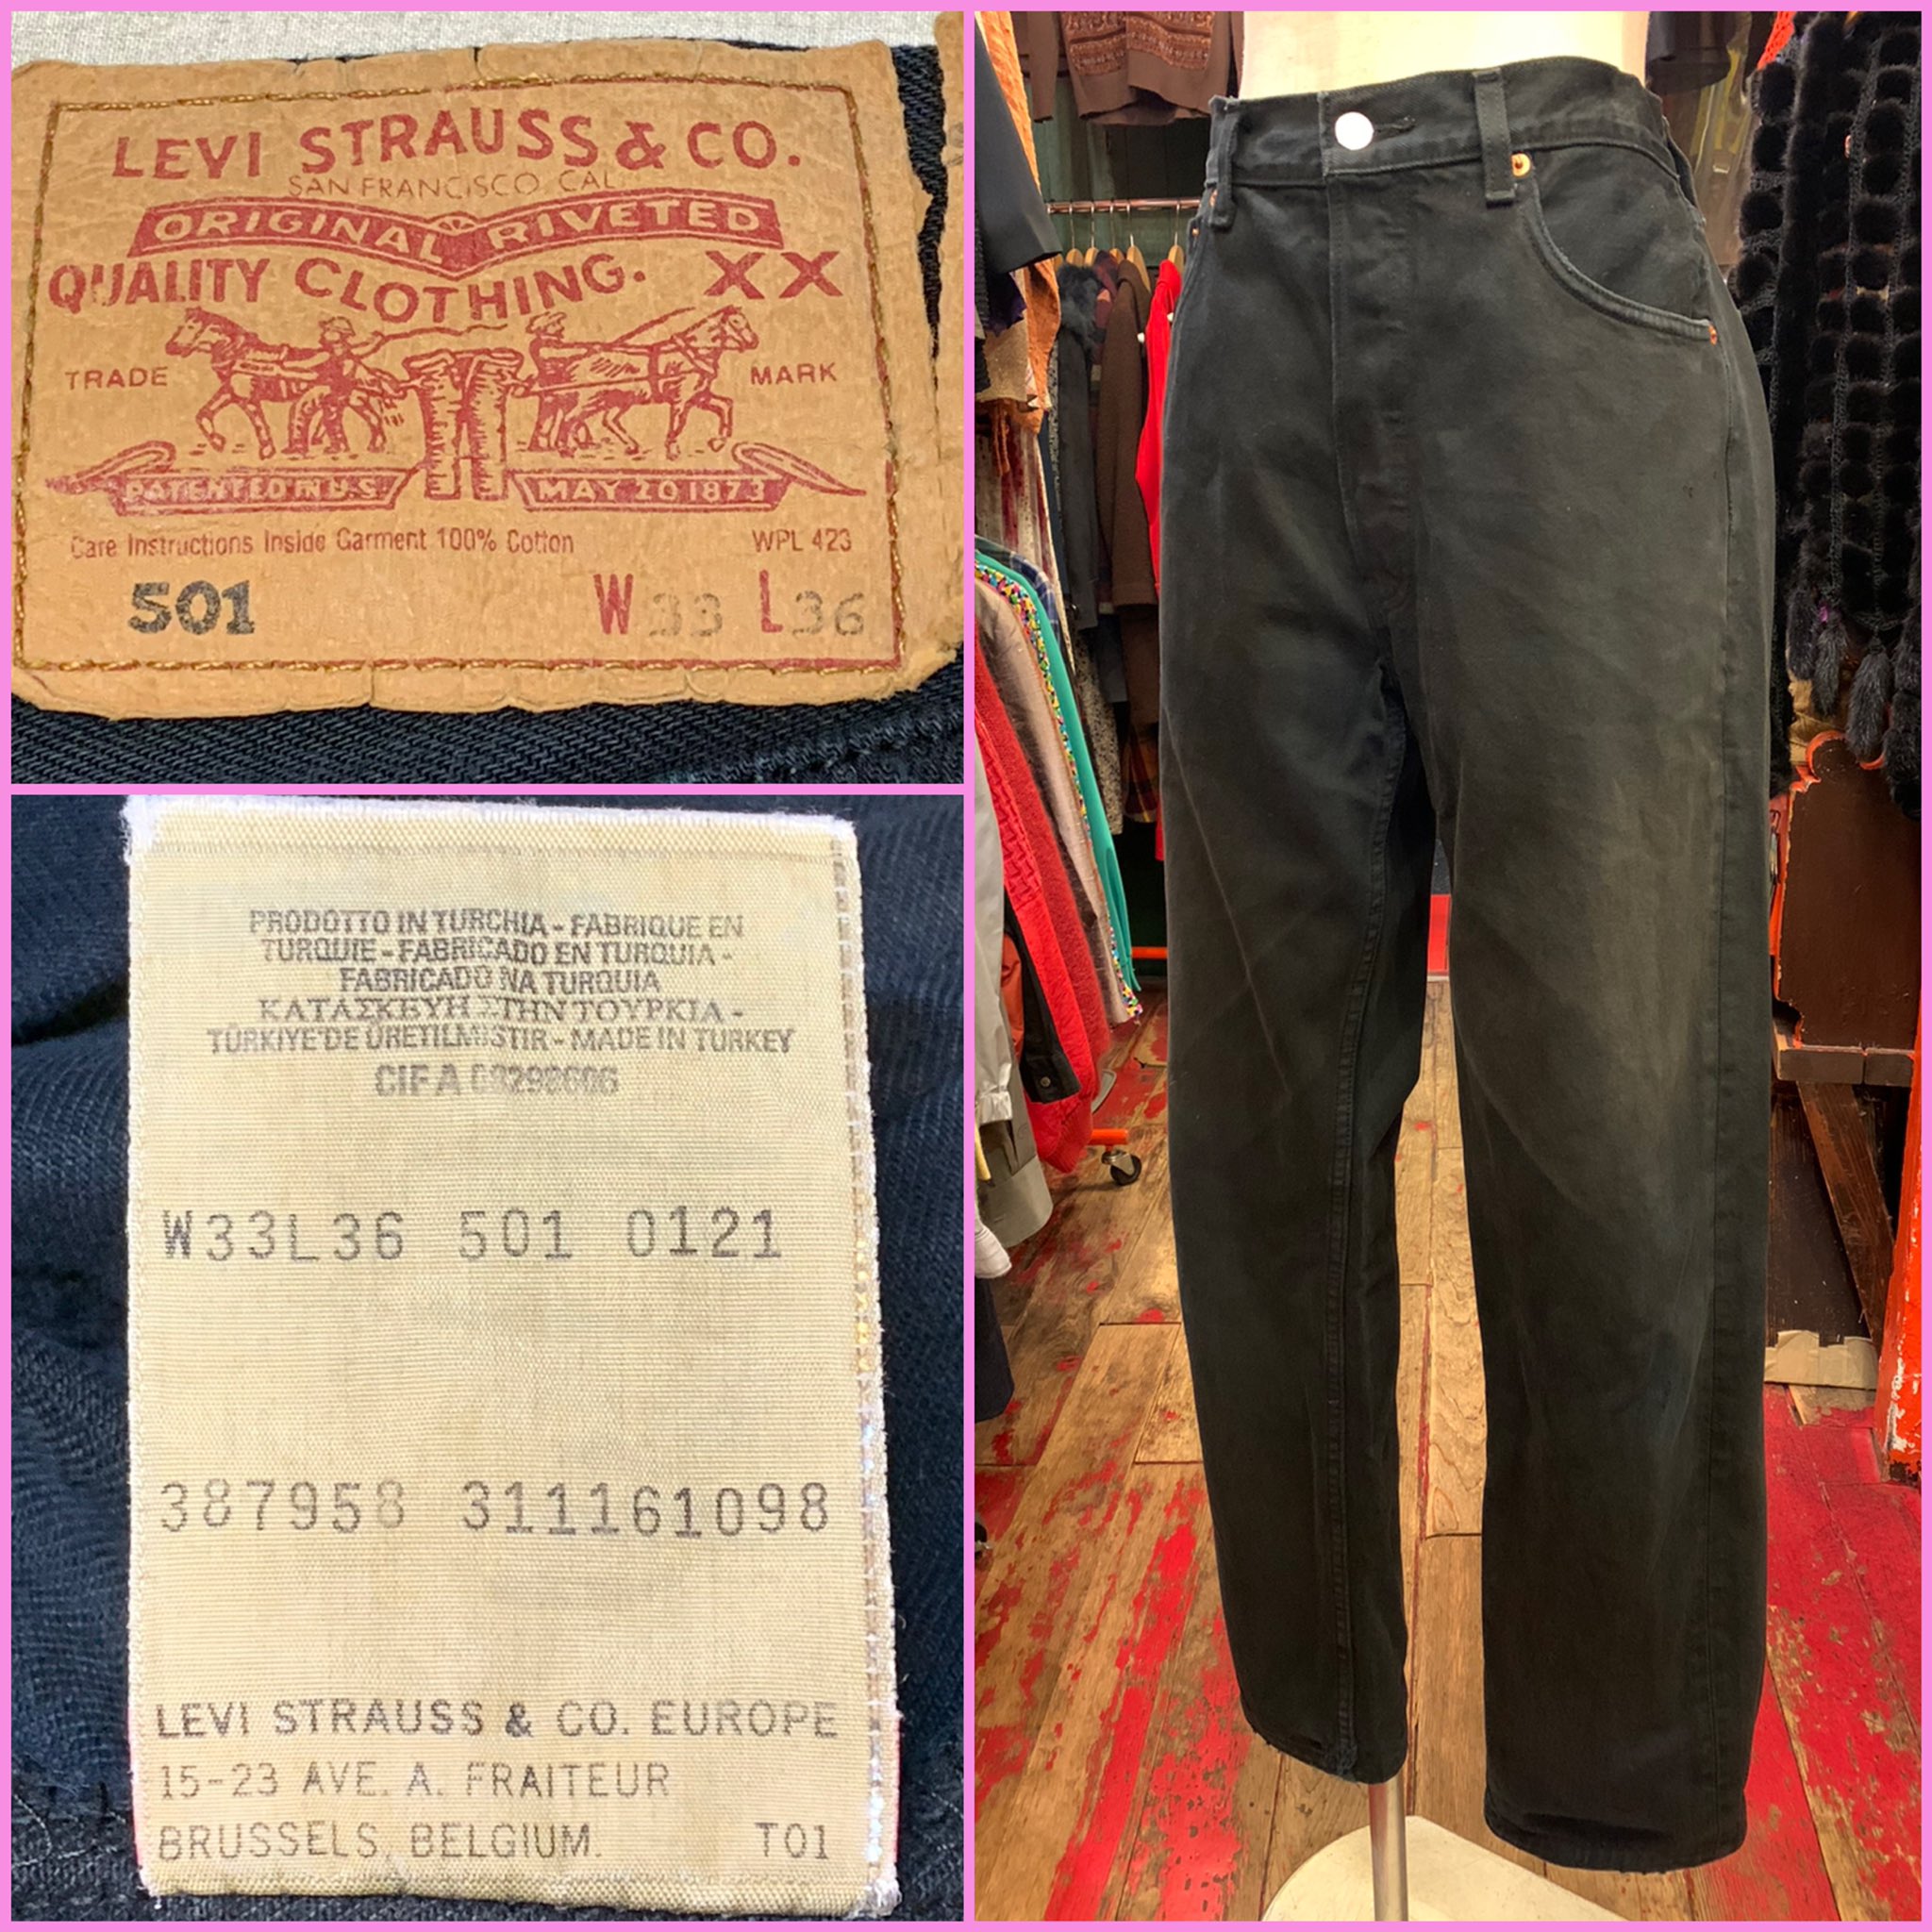 LEVI STRAUSS & CO.
SAN FRANCISCO, CAL.
ORIGINAL RIVETED
QUALITY CLOTHING. XX
TRADE MARK
PATENTED IN U.S. MAY 20 1873
Care Instructions Inside Garment 100% Cotton WPL 423
501 W33 L36
PRODOTTO IN TURCHIA - FABRIQUE EN
TURQUIE - FABRICADO EN TURQUIA -
FABRICADO NA TURQUIA
ΚΑΤΑΣΚΕΥΗ ΣΤΗΝ ΤΟΥΡΚΙΑ -
TÜRKIYE'DE ÜRETILMISTIR - MADE IN TURKEY
CIF A
W33L36 501 0121
387958 311161098
LEVI STRAUSS & CO. EUROPE
15-23 AVE. A. FRAITEUR
BRUSSELS, BELGIUM. T01